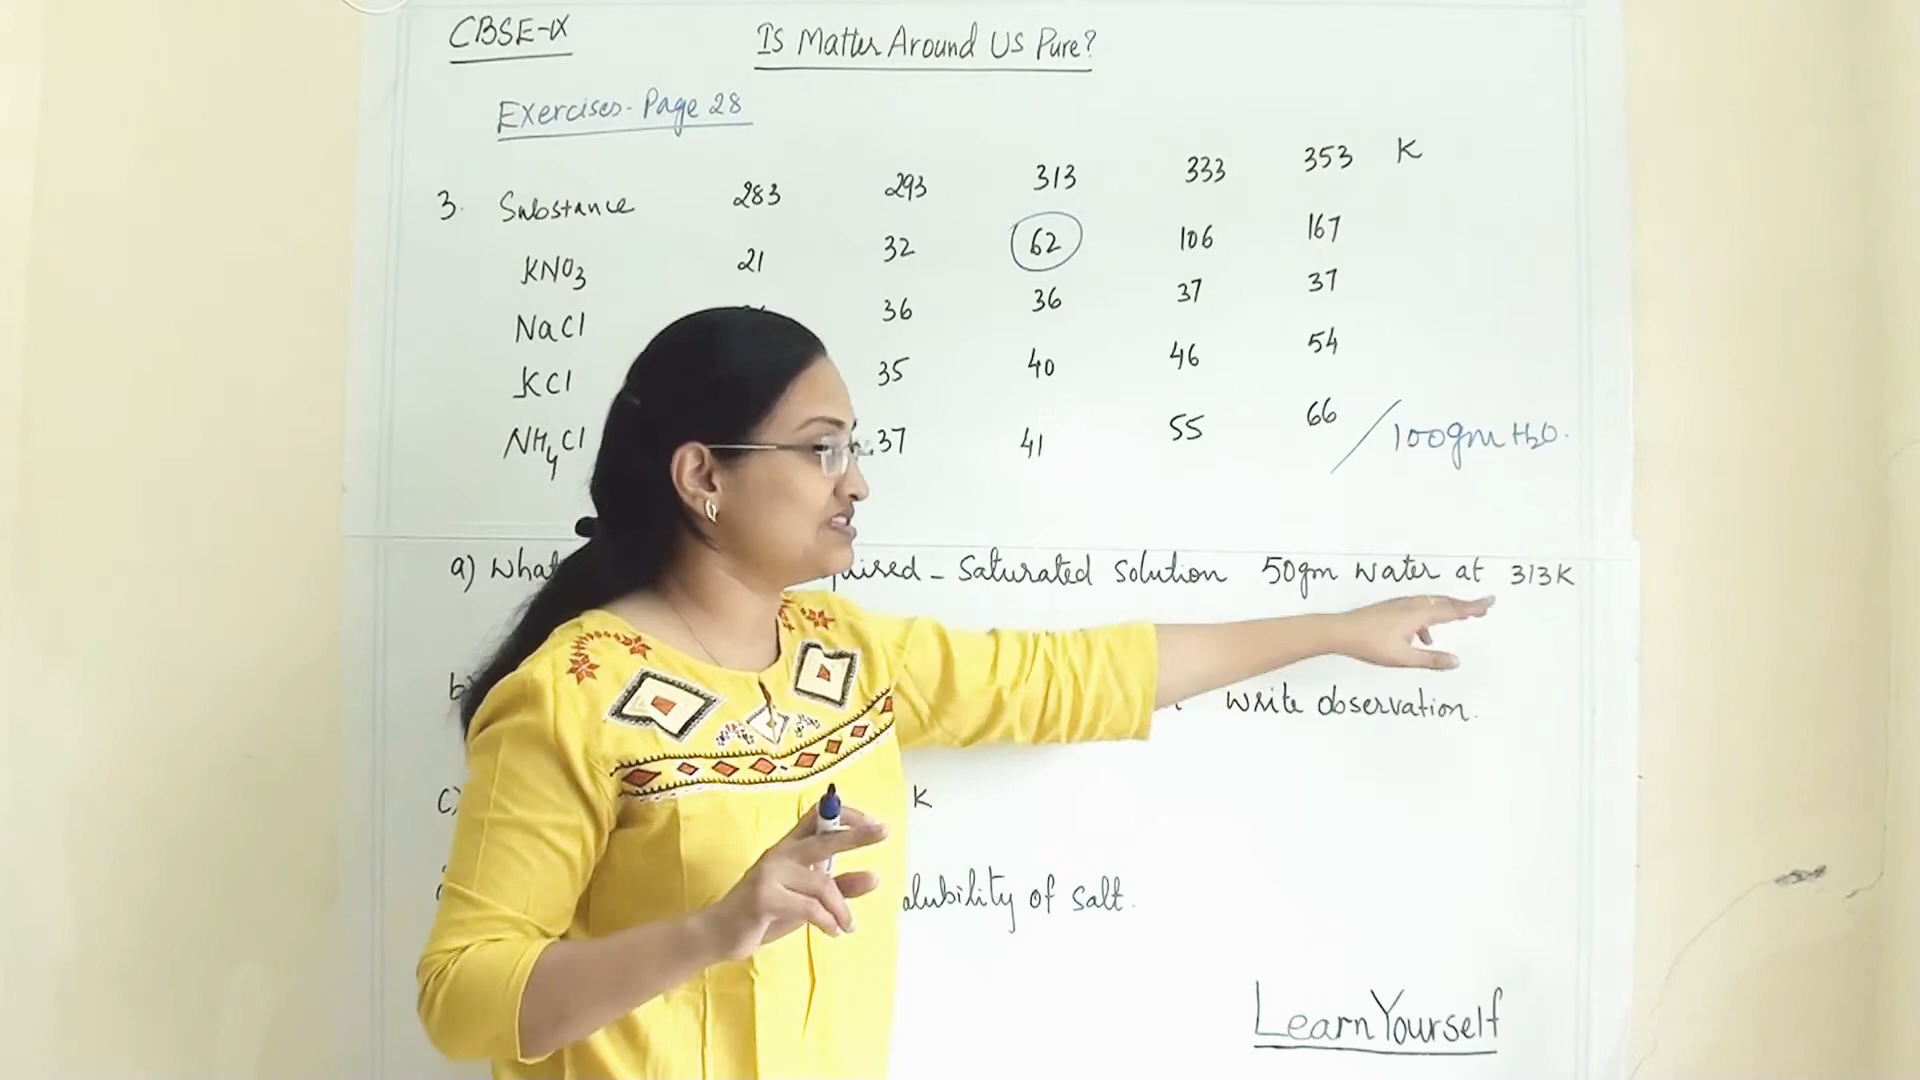 CBSE-IX
Is Matter Around Us Pure?
Exercises - Page 28
3. Substance 283 293 313 333 353 K
KNO3 21 32 62 106 167
NaCl 36 36 37 37
KCl 35 40 46 54
NH4Cl 37 41 55 66 /100gm H2O.
a) What - Saturated Solution 50gm water at 313K
b) write observation.
c) K
of salt.
LearnYourself